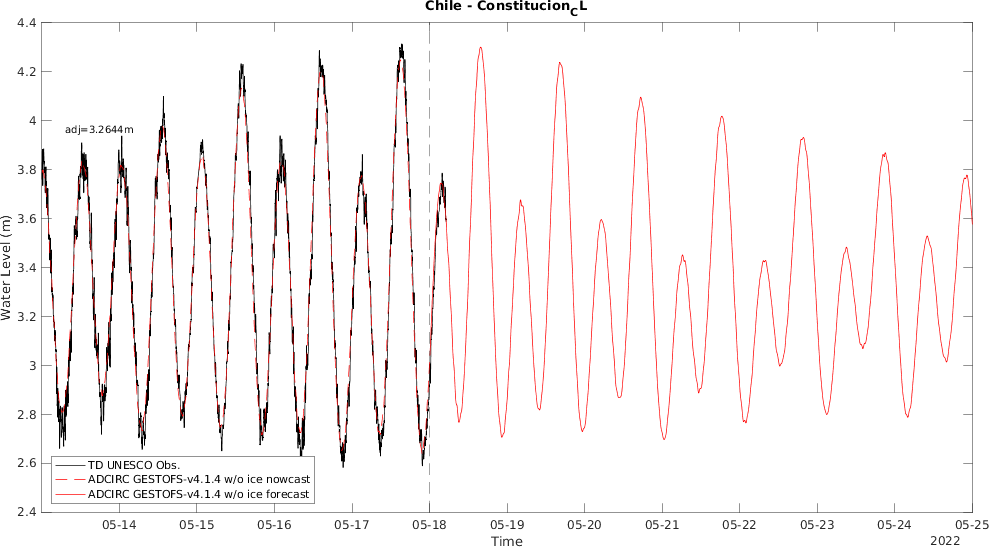 Chile - Constitucion_CL
4.4
4.2
4
3.8
3.6
3.4
3.2
3
2.8
2.6
2.4
Water Level (m)
adj=3.2644m
TD UNESCO Obs.
ADCIRC GESTOFS-v4.1.4 w/o ice nowcast
ADCIRC GESTOFS-v4.1.4 w/o ice forecast
05-14 05-15 05-16 05-17 05-18 05-19 05-20 05-21 05-22 05-23 05-24 05-25
Time
2022